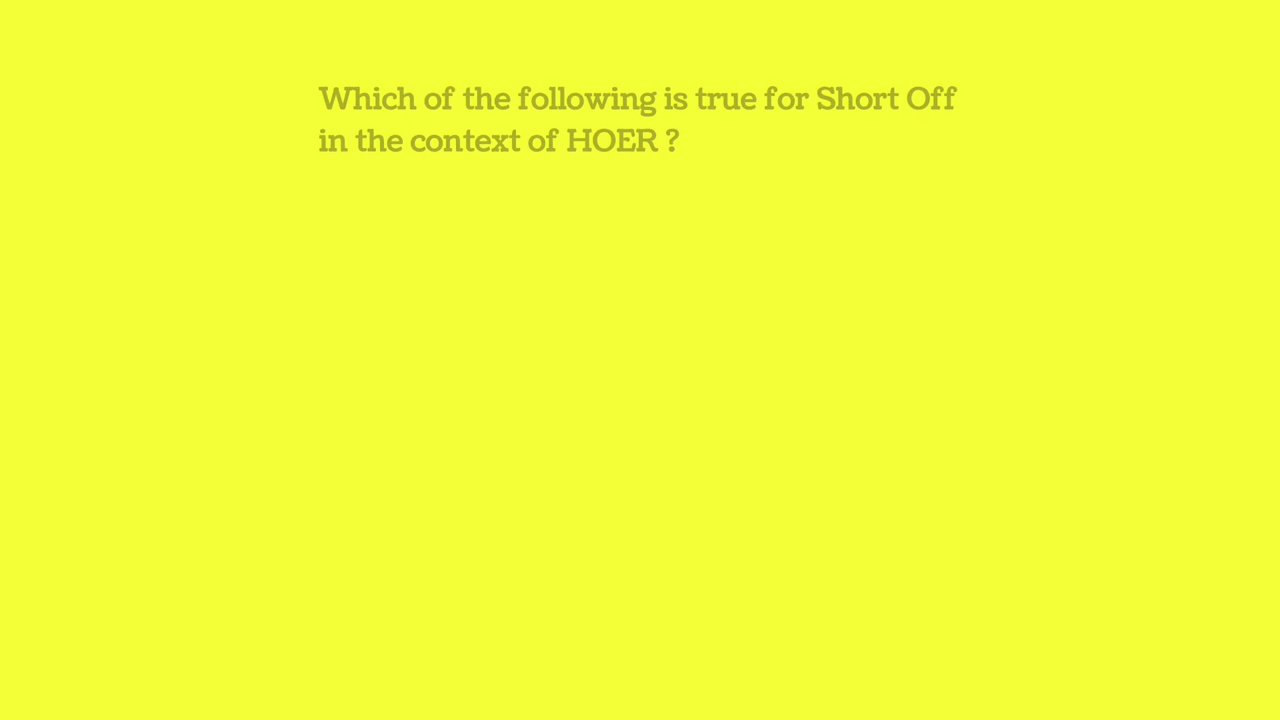 Which of the following is true for Short Off
in the context of HOER ?